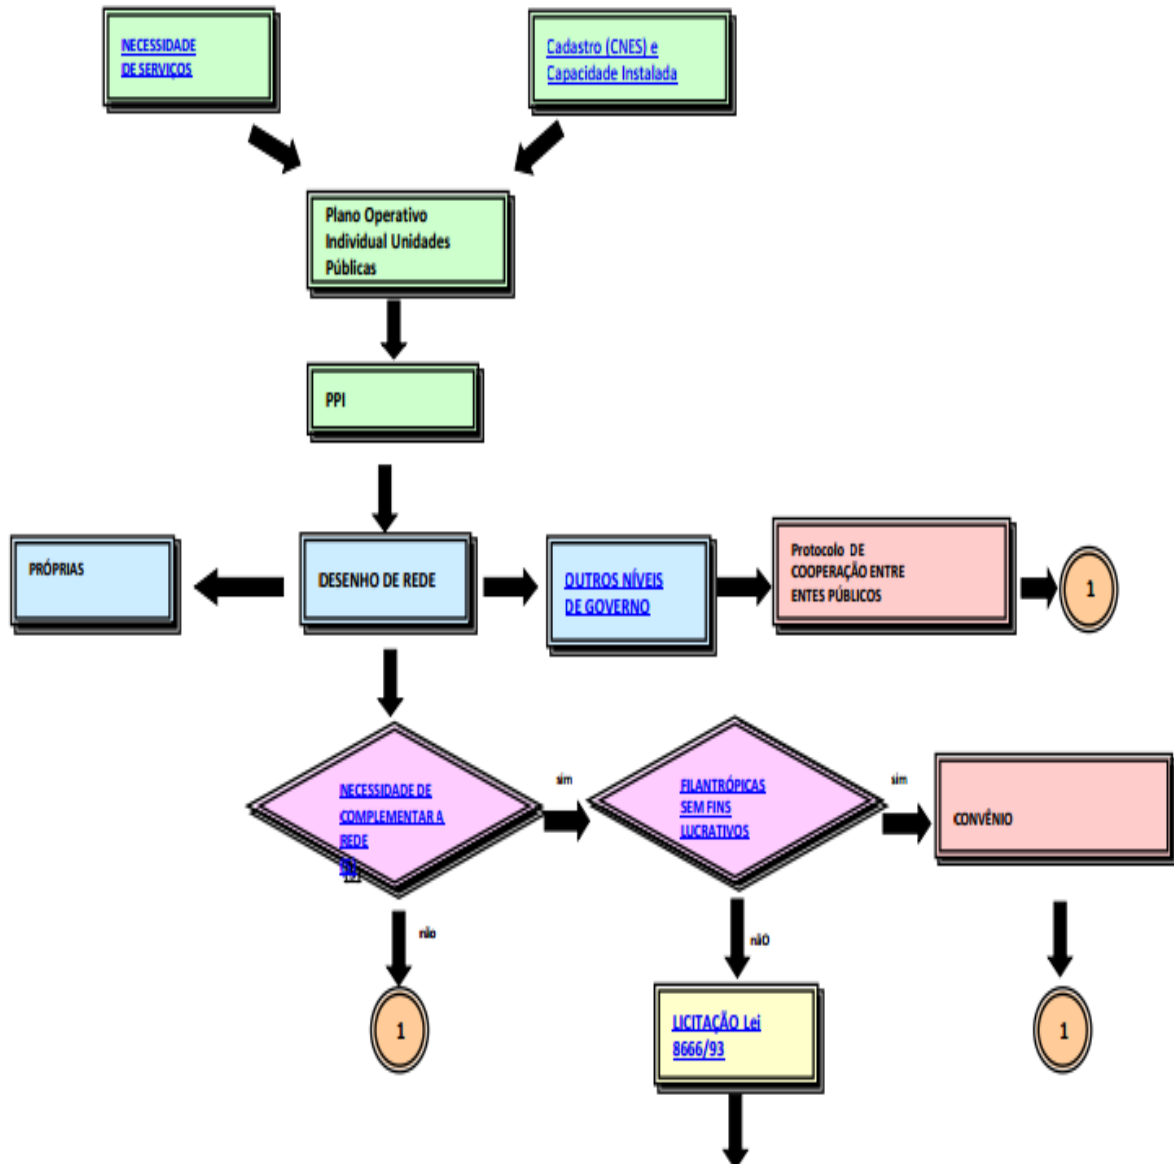 NECESSIDADE
DE SERVIÇOS
Cadastro (CNES) e
Capacidade Instalada
Plano Operativo
Individual Unidades
Públicas
PPI
PRÓPRIAS
DESENHO DE REDE
OUTROS NÍVEIS
DE GOVERNO
Protocolo DE
COOPERAÇÃO ENTRE
ENTES PÚBLICOS
1
NECESSIDADE DE
COMPLEMENTAR A
REDE
sim
FILANTRÓPICAS
SEM FINS
LUCRATIVOS
sim
CONVÊNIO
não
nãO
1
LICITAÇÃO Lei
8666/93
1